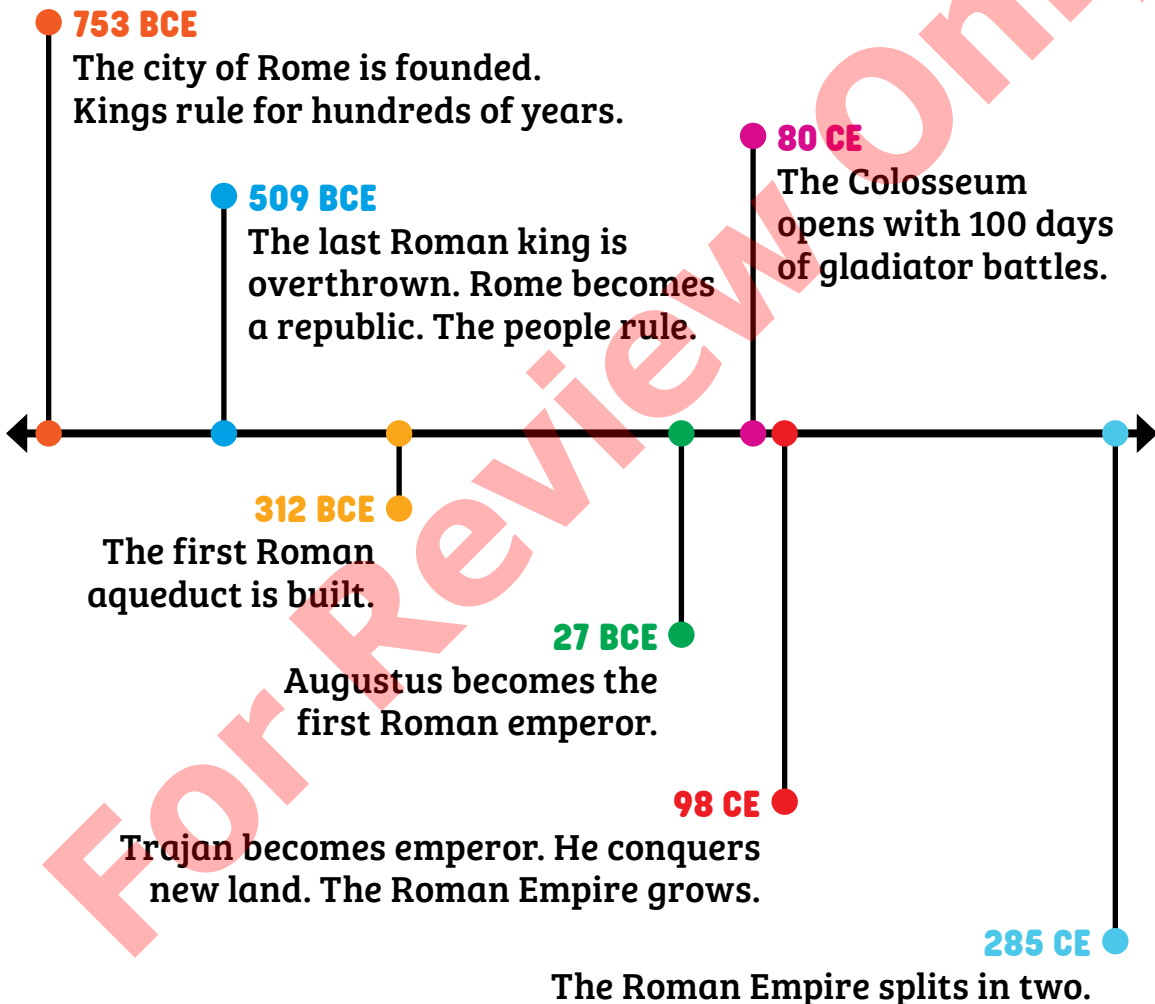 753 BCE
The city of Rome is founded.
Kings rule for hundreds of years.
509 BCE
The last Roman king is
overthrown. Rome becomes
a republic. The people rule.
80 CE
The Colosseum
opens with 100 days
of gladiator battles.
312 BCE
The first Roman
aqueduct is built.
27 BCE
Augustus becomes the
first Roman emperor.
98 CE
Trajan becomes emperor. He conquers
new land. The Roman Empire grows.
285 CE
The Roman Empire splits in two.
For Review Only